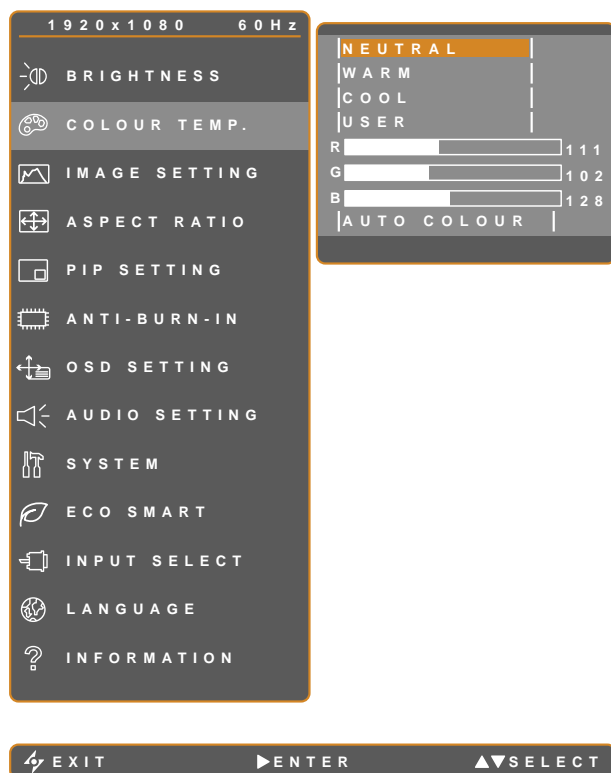 1920x1080 60Hz
BRIGHTNESS
COLOUR TEMP.
IMAGE SETTING
ASPECT RATIO
PIP SETTING
ANTI-BURN-IN
OSD SETTING
AUDIO SETTING
SYSTEM
ECO SMART
INPUT SELECT
LANGUAGE
INFORMATION
NEUTRAL
WARM
COOL
USER
R 111
G 102
B 128
AUTO COLOUR
EXIT ENTER SELECT